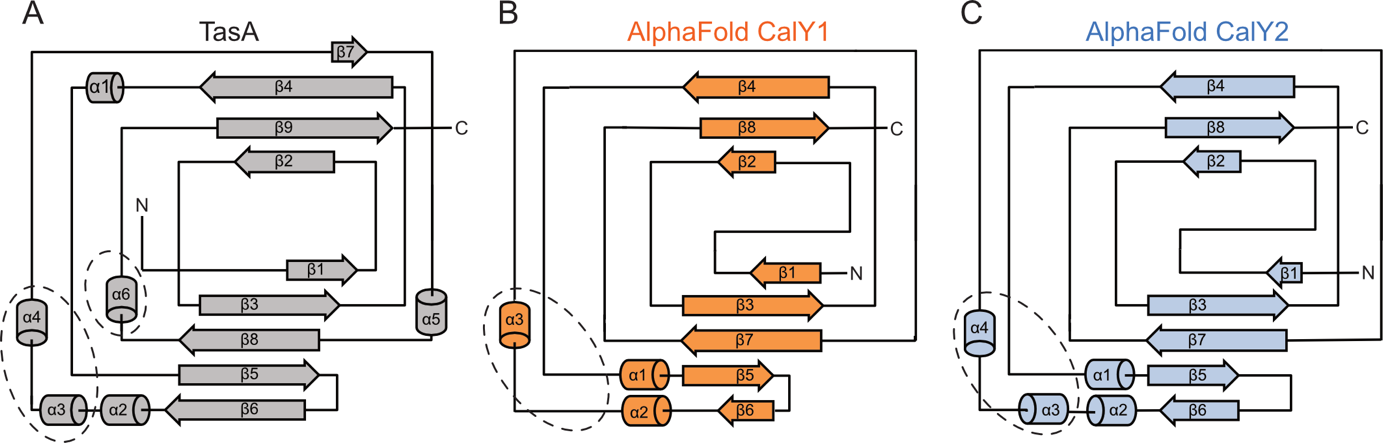 A
TasA
β7
α1
β4
β9
C
β2
N
β1
α6
β3
α4
α5
β8
β5
α3
α2
β6
B
AlphaFold CalY1
β4
β8
C
β2
β1
N
β3
α3
β7
α1
β5
α2
β6
C
AlphaFold CalY2
β4
β8
C
β2
β1
N
β3
α4
β7
α1
β5
α3
α2
β6